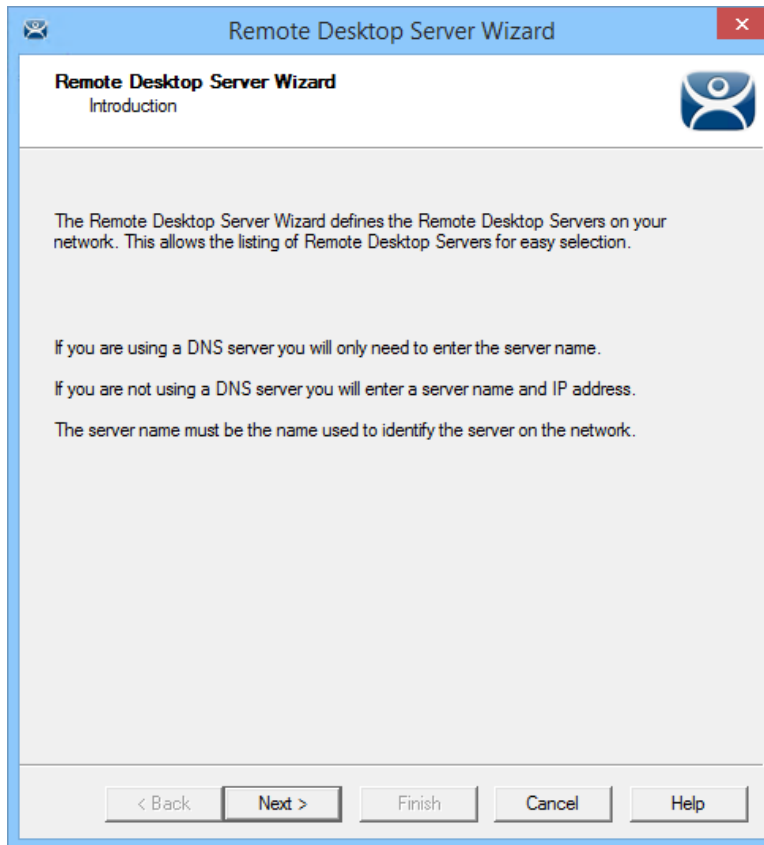 Remote Desktop Server Wizard
Remote Desktop Server Wizard
Introduction
The Remote Desktop Server Wizard defines the Remote Desktop Servers on your
network. This allows the listing of Remote Desktop Servers for easy selection.
If you are using a DNS server you will only need to enter the server name.
If you are not using a DNS server you will enter a server name and IP address.
The server name must be the name used to identify the server on the network.
< Back Next > Finish Cancel Help